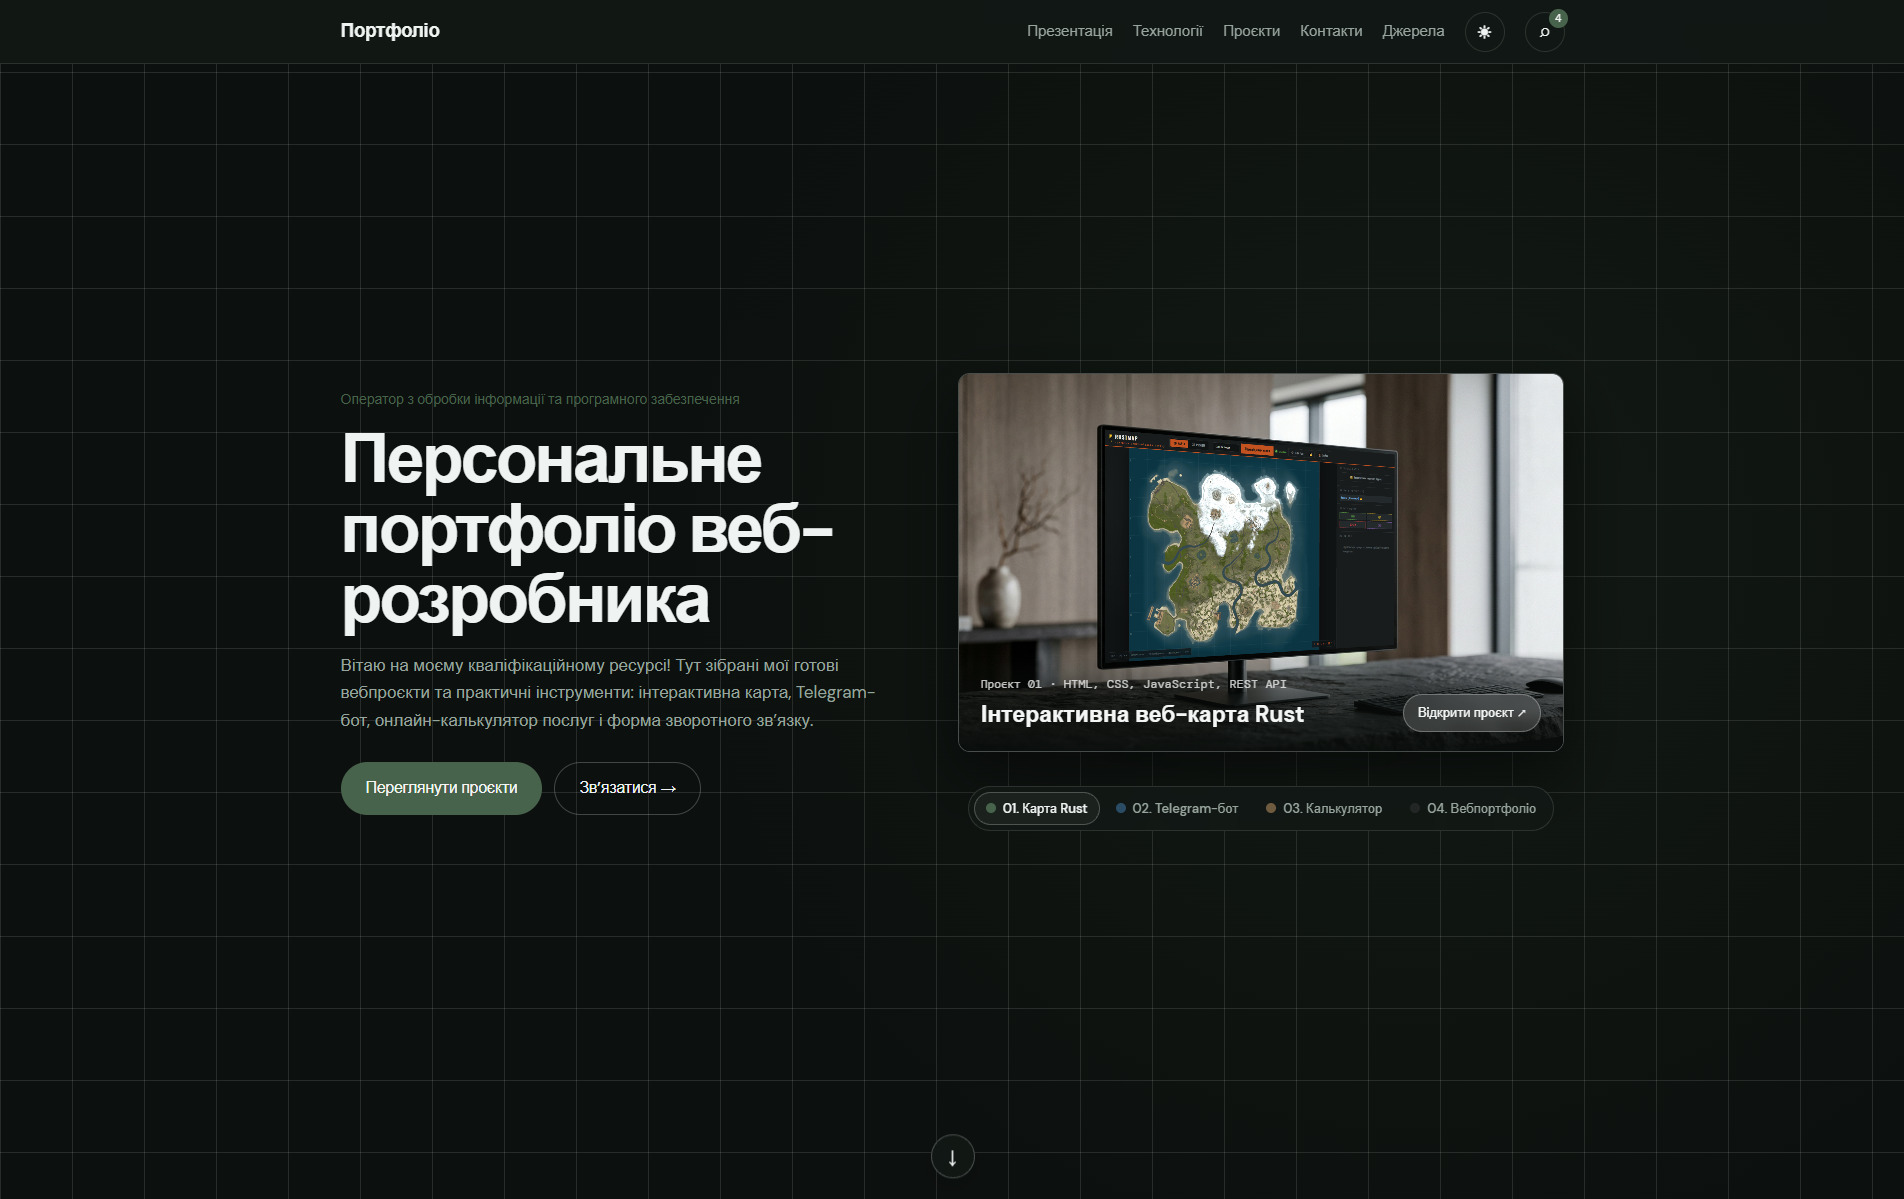 Портфоліо
Презентація
Технології
Проєкти
Контакти
Джерела
4
Оператор з обробки інформації та програмного забезпечення
Персональне
портфоліо веб-
розробника
Вітаю на моєму кваліфікаційному ресурсі! Тут зібрані мої готові
вебпроєкти та практичні інструменти: інтерактивна карта, Telegram-
бот, онлайн-калькулятор послуг і форма зворотного зв’язку.
Переглянути проєкти
Зв’язатися →
RUSTMAP
Проєкт 01 · HTML, CSS, JavaScript, REST API
Інтерактивна веб-карта Rust
Відкрити проєкт ↗
01. Карта Rust
02. Telegram-бот
03. Калькулятор
04. Вебпортфоліо
↓